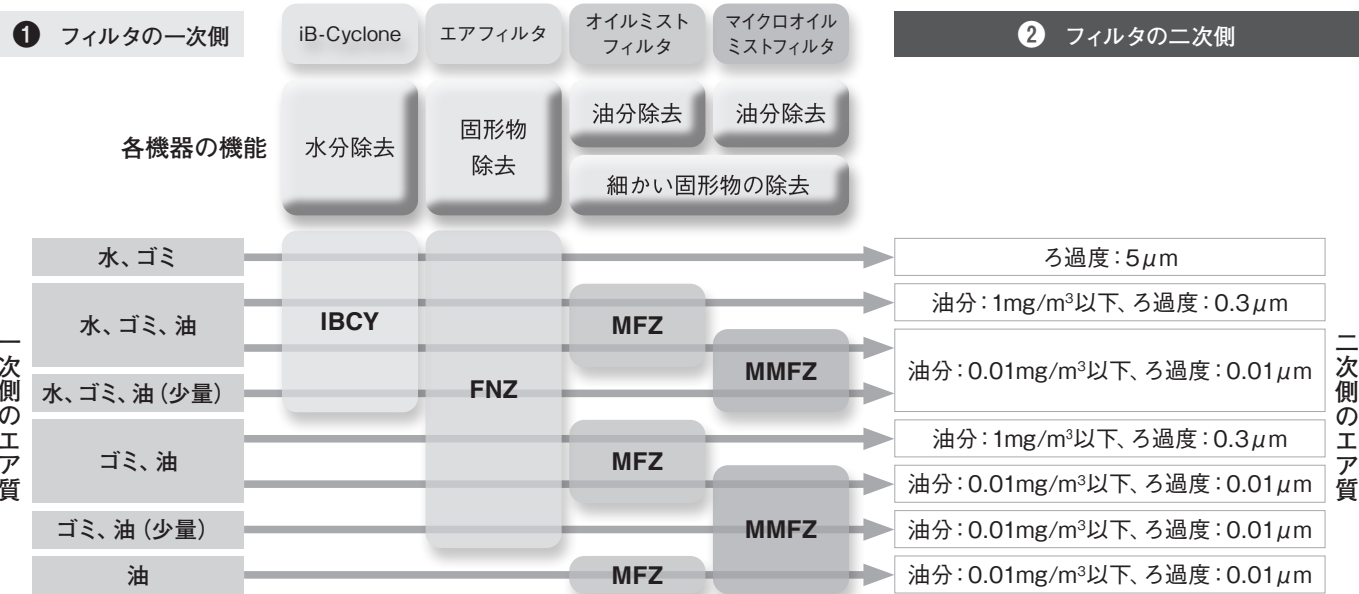 ❶ フィルタの一次側
iB-Cyclone
エアフィルタ
オイルミスト
フィルタ
マイクロオイル
ミストフィルタ
❷ フィルタの二次側
各機器の機能
水分除去
固形物
除去
油分除去
油分除去
細かい固形物の除去
一次側のエア質
水、ゴミ
水、ゴミ、油
水、ゴミ、油（少量）
ゴミ、油
ゴミ、油（少量）
油
IBCY
FNZ
MFZ
MMFZ
MFZ
MMFZ
MFZ
ろ過度：5μm
油分：1mg/m³以下、ろ過度：0.3μm
油分：0.01mg/m³以下、ろ過度：0.01μm
油分：1mg/m³以下、ろ過度：0.3μm
油分：0.01mg/m³以下、ろ過度：0.01μm
油分：0.01mg/m³以下、ろ過度：0.01μm
油分：0.01mg/m³以下、ろ過度：0.01μm
二次側のエア質